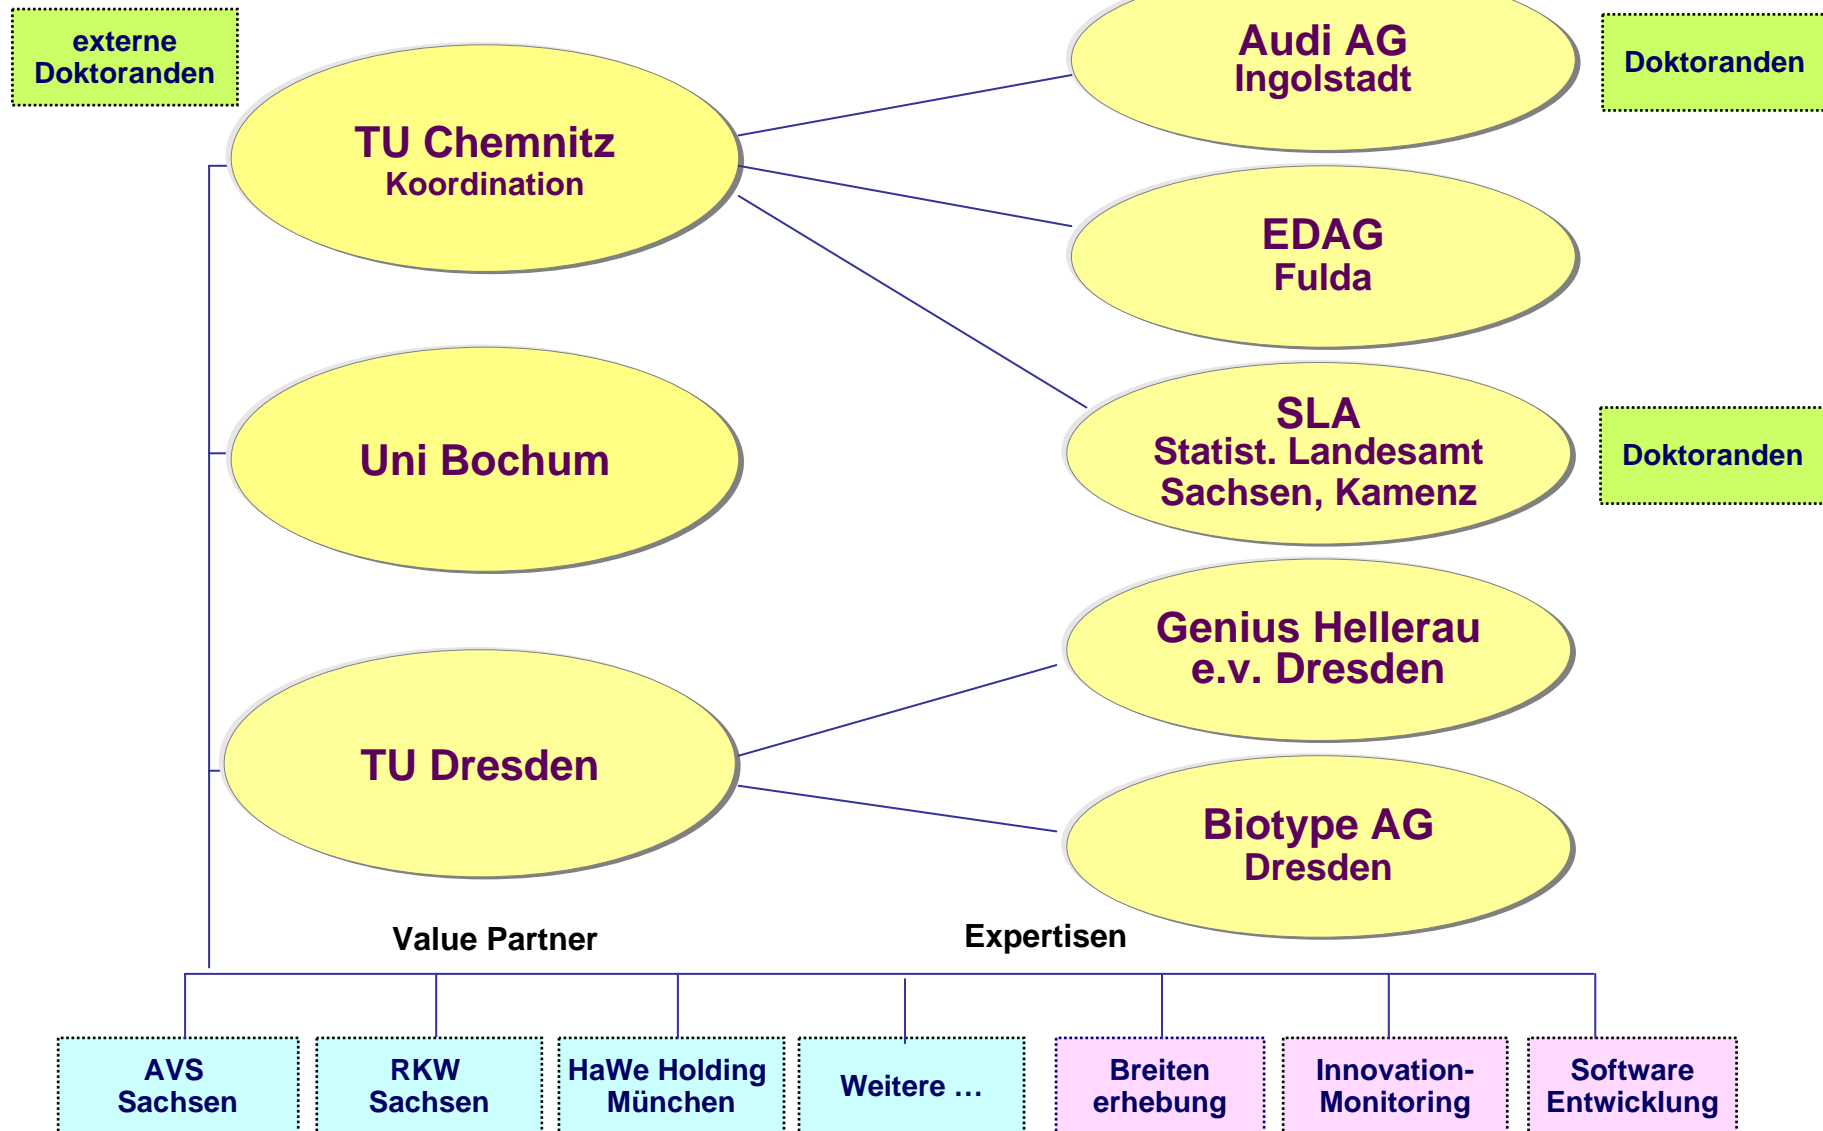 externe
Doktoranden
TU Chemnitz
Koordination
Audi AG
Ingolstadt
Doktoranden
EDAG
Fulda
Uni Bochum
SLA
Statist. Landesamt
Sachsen, Kamenz
Doktoranden
Genius Hellerau
e.v. Dresden
TU Dresden
Biotype AG
Dresden
Value Partner
Expertisen
AVS
Sachsen
RKW
Sachsen
HaWe Holding
München
Weitere …
Breiten
erhebung
Innovation-
Monitoring
Software
Entwicklung